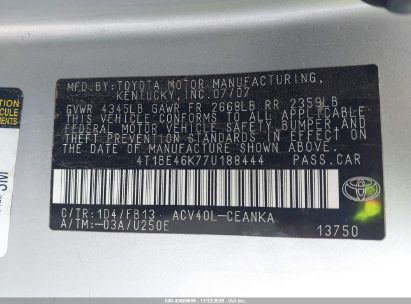 MFD. BY: TOYOTA MOTOR MANUFACTURING,
KENTUCKY, INC. 07/07
GVWR 4345LB GAWR FR 2669LB RR 2359LB
THIS VEHICLE CONFORMS TO ALL APPLICABLE
FEDERAL MOTOR VEHICLE SAFETY, BUMPER, AND
THEFT PREVENTION STANDARDS IN EFFECT ON
THE DATE OF MANUFACTURE SHOWN ABOVE.
4T1BE46K77U188444 PASS.CAR
C/TR:1D4/FB13 ACV40L-CEANKA
A/TM:-03A/U250E
TOYOTA
13750